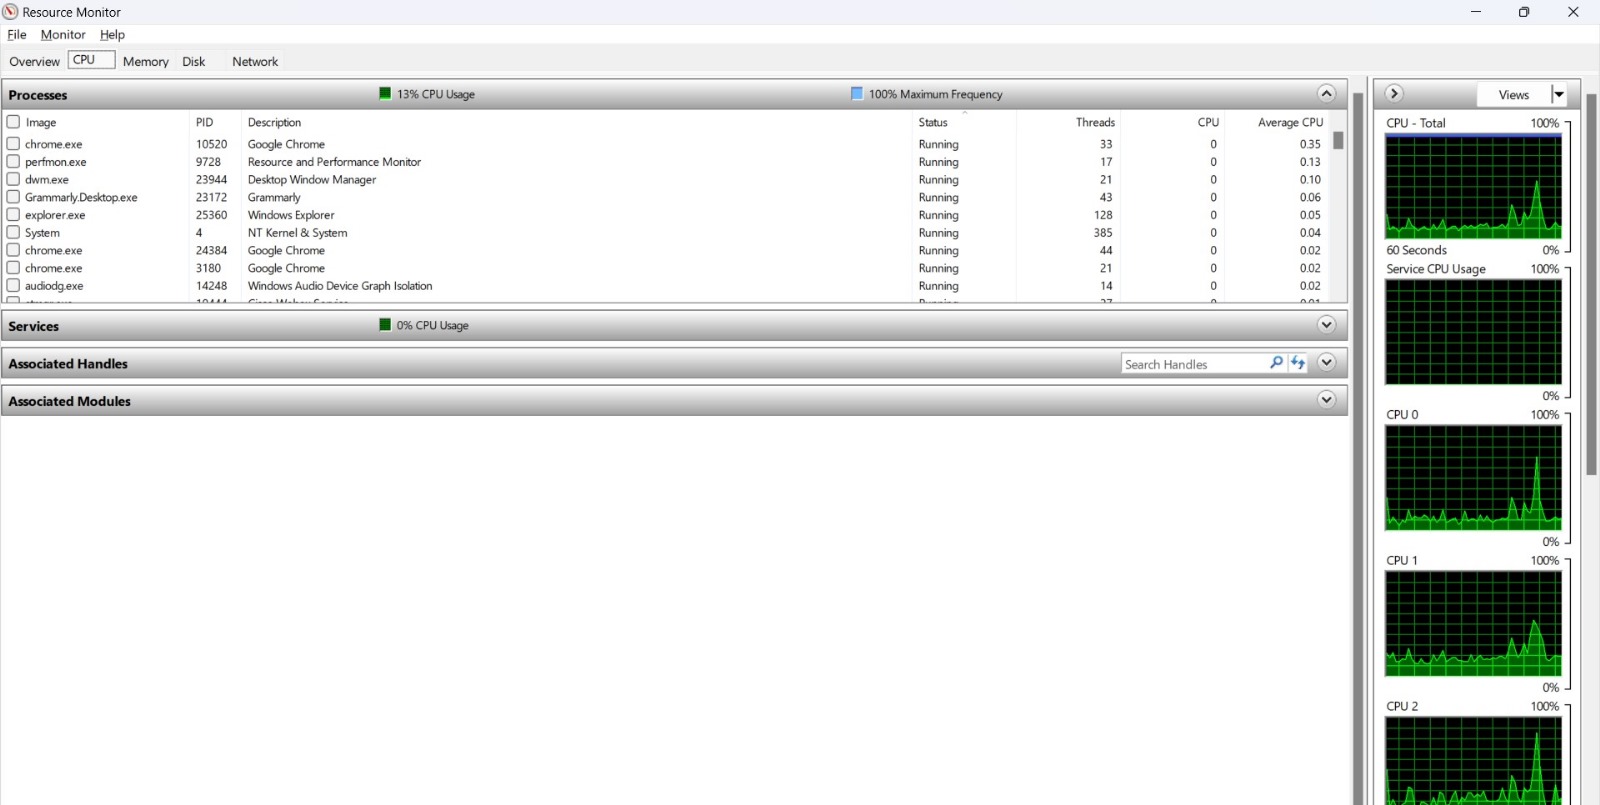 Resource Monitor
File Monitor Help
Overview CPU Memory Disk Network
Processes 13% CPU Usage 100% Maximum Frequency
Image PID Description Status Threads CPU Average CPU
chrome.exe 10520 Google Chrome Running 33 0 0.35
perfmon.exe 9728 Resource and Performance Monitor Running 17 0 0.13
dwm.exe 23944 Desktop Window Manager Running 21 0 0.10
Grammarly.Desktop.exe 23172 Grammarly Running 43 0 0.06
explorer.exe 25360 Windows Explorer Running 128 0 0.05
System 4 NT Kernel & System Running 385 0 0.04
chrome.exe 24384 Google Chrome Running 44 0 0.02
chrome.exe 3180 Google Chrome Running 21 0 0.02
audiodg.exe 14248 Windows Audio Device Graph Isolation Running 14 0 0.02
Services 0% CPU Usage
Associated Handles Search Handles
Associated Modules
Views
CPU - Total 100%
60 Seconds 0%
Service CPU Usage 100%
0%
CPU 0 100%
0%
CPU 1 100%
0%
CPU 2 100%